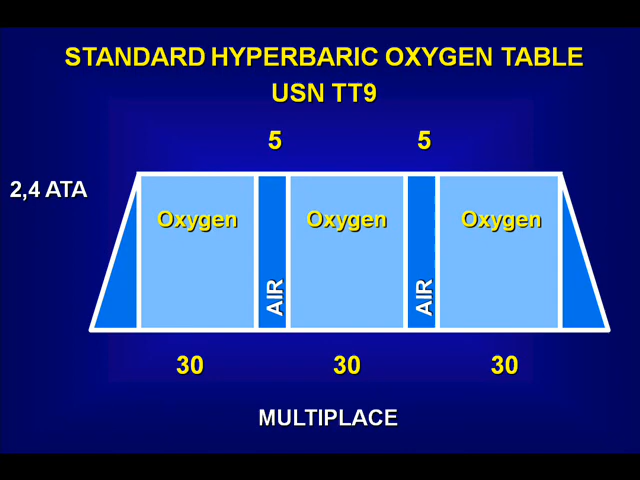 STANDARD HYPERBARIC OXYGEN TABLE
USN TT9
5 5
2,4 ATA
Oxygen Oxygen Oxygen
AIR AIR
30 30 30
MULTIPLACE